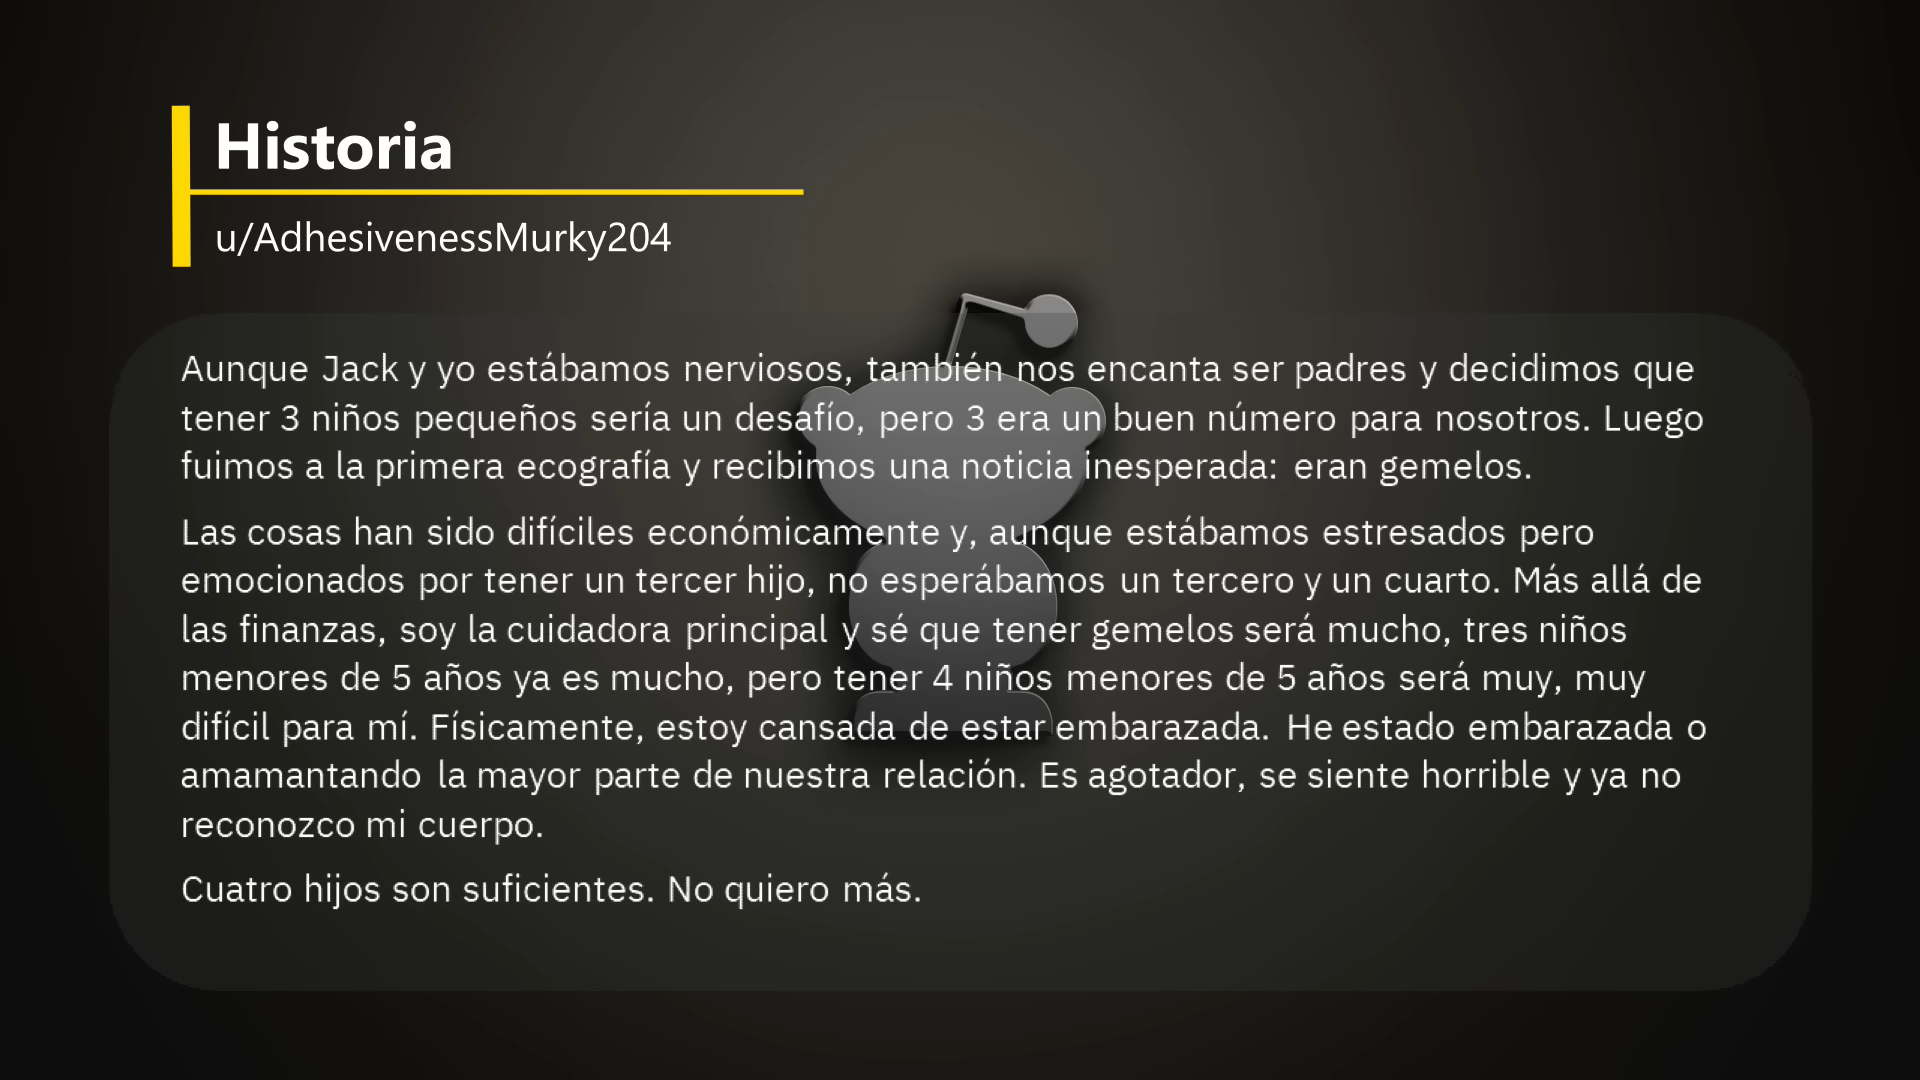 Historia
u/AdhesivenessMurky204
Aunque Jack y yo estábamos nerviosos, también nos encanta ser padres y decidimos que
tener 3 niños pequeños sería un desafío, pero 3 era un buen número para nosotros. Luego
fuimos a la primera ecografía y recibimos una noticia inesperada: eran gemelos.
Las cosas han sido difíciles económicamente y, aunque estábamos estresados pero
emocionados por tener un tercer hijo, no esperábamos un tercero y un cuarto. Más allá de
las finanzas, soy la cuidadora principal y sé que tener gemelos será mucho, tres niños
menores de 5 años ya es mucho, pero tener 4 niños menores de 5 años será muy, muy
difícil para mí. Físicamente, estoy cansada de estar embarazada. He estado embarazada o
amamantando la mayor parte de nuestra relación. Es agotador, se siente horrible y ya no
reconozco mi cuerpo.
Cuatro hijos son suficientes. No quiero más.